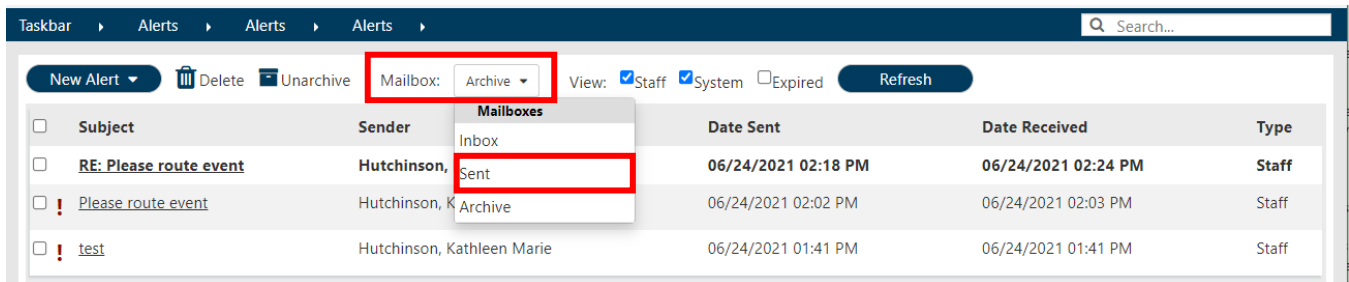 Taskbar Alerts Alerts Alerts Search...
New Alert Delete Unarchive Mailbox: Archive View: Staff System Expired Refresh
Mailboxes
Inbox
Sent
Archive
Subject Sender Date Sent Date Received Type
RE: Please route event Hutchinson, 06/24/2021 02:18 PM 06/24/2021 02:24 PM Staff
! Please route event Hutchinson, K 06/24/2021 02:02 PM 06/24/2021 02:03 PM Staff
! test Hutchinson, Kathleen Marie 06/24/2021 01:41 PM 06/24/2021 01:41 PM Staff